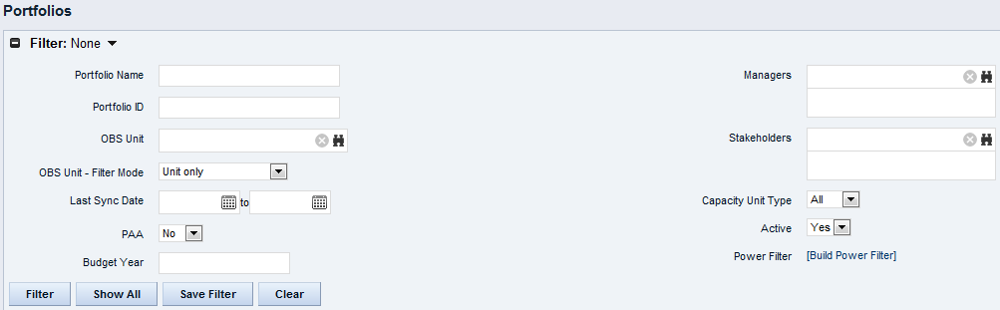 Portfolios
Filter: None
Portfolio Name
Managers
Portfolio ID
OBS Unit
Stakeholders
OBS Unit - Filter Mode Unit only
Last Sync Date to
Capacity Unit Type All
PAA No
Active Yes
Budget Year
Power Filter [Build Power Filter]
Filter Show All Save Filter Clear